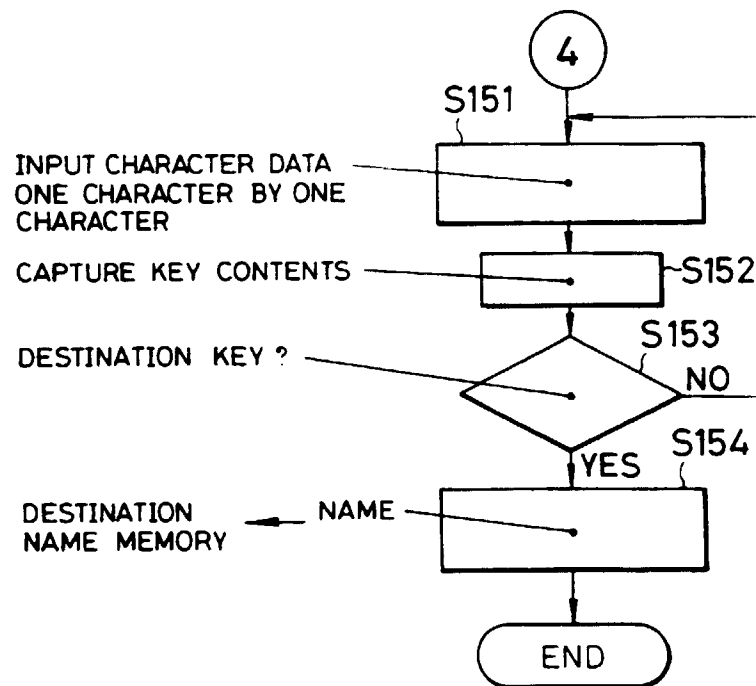 4
S151
INPUT CHARACTER DATA
ONE CHARACTER BY ONE
CHARACTER
CAPTURE KEY CONTENTS
S152
DESTINATION KEY ?
S153
NO
YES
S154
DESTINATION
NAME MEMORY
NAME
END